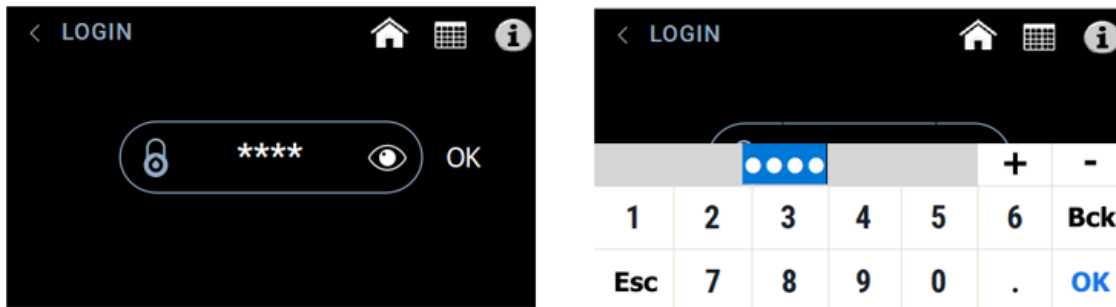 LOGIN
**** OK
LOGIN
+ -
1 2 3 4 5 6 Bck
Esc 7 8 9 0 . OK